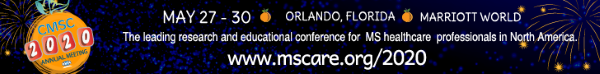 CMSC
2020
ANNUAL MEETING
MAY 27 - 30 ORLANDO, FLORIDA MARRIOTT WORLD
The leading research and educational conference for MS healthcare professionals in North America.
www.mscare.org/2020